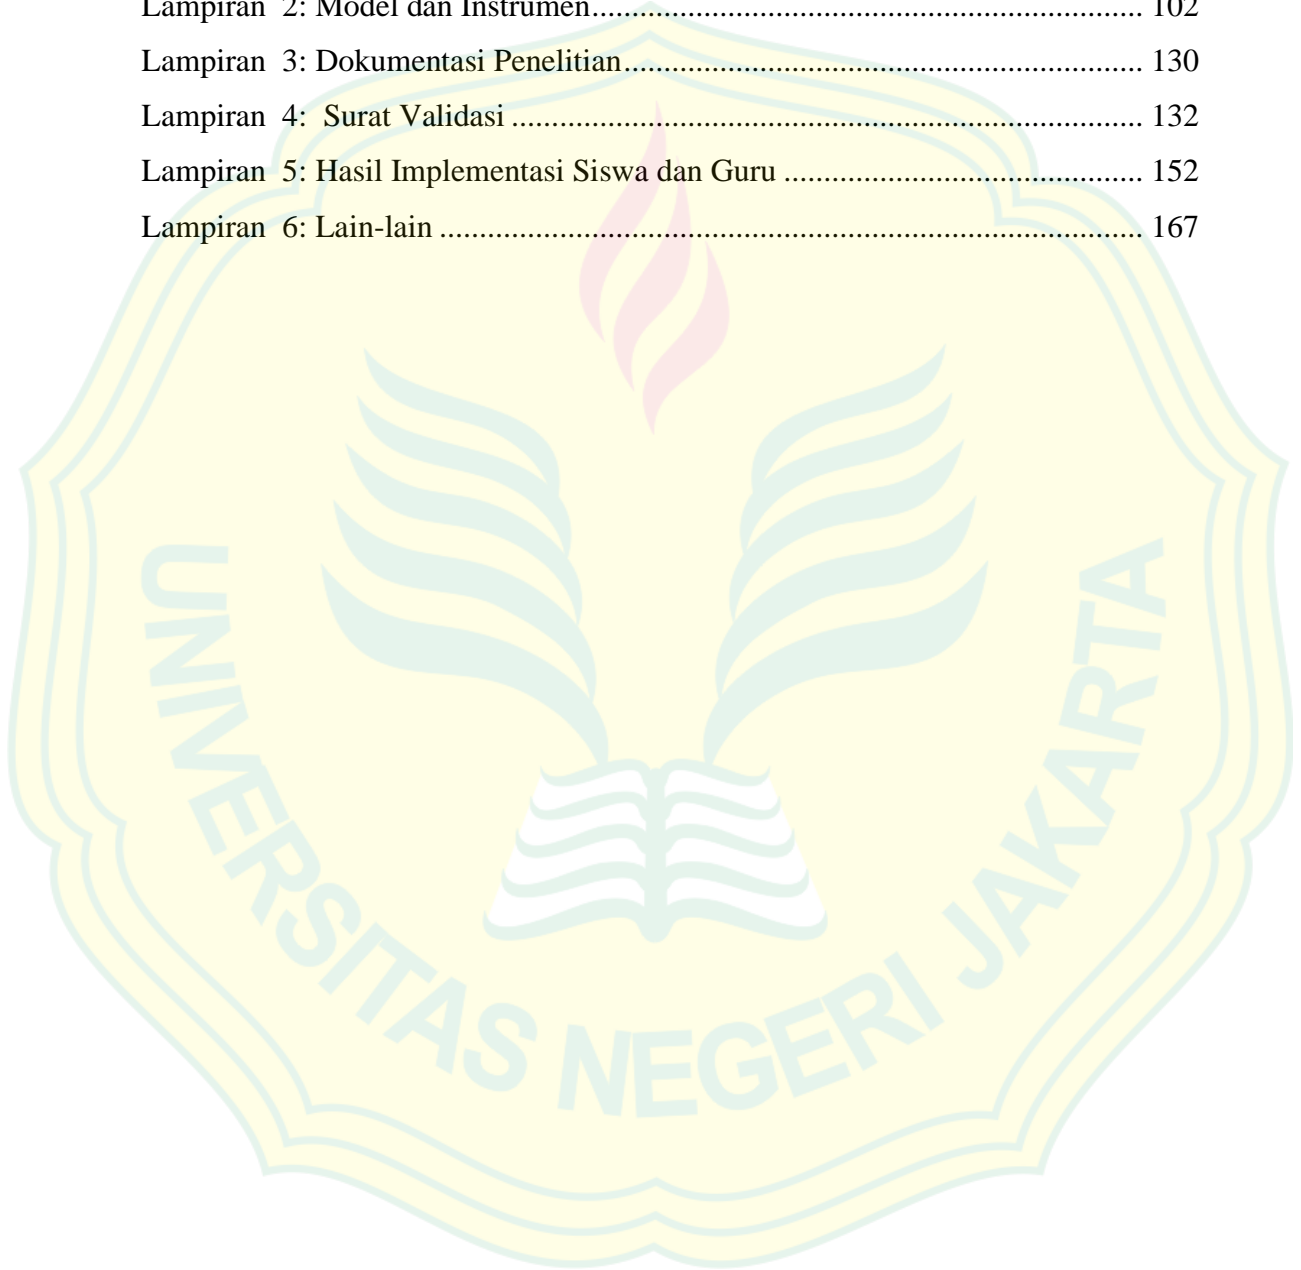 Lampiran 2: Model dan Instrumen.................................................................... 102
Lampiran 3: Dokumentasi Penelitian................................................................ 130
Lampiran 4: Surat Validasi .............................................................................. 132
Lampiran 5: Hasil Implementasi Siswa dan Guru ............................................ 152
Lampiran 6: Lain-lain ....................................................................................... 167
UNIVERSITAS NEGERI JAKARTA